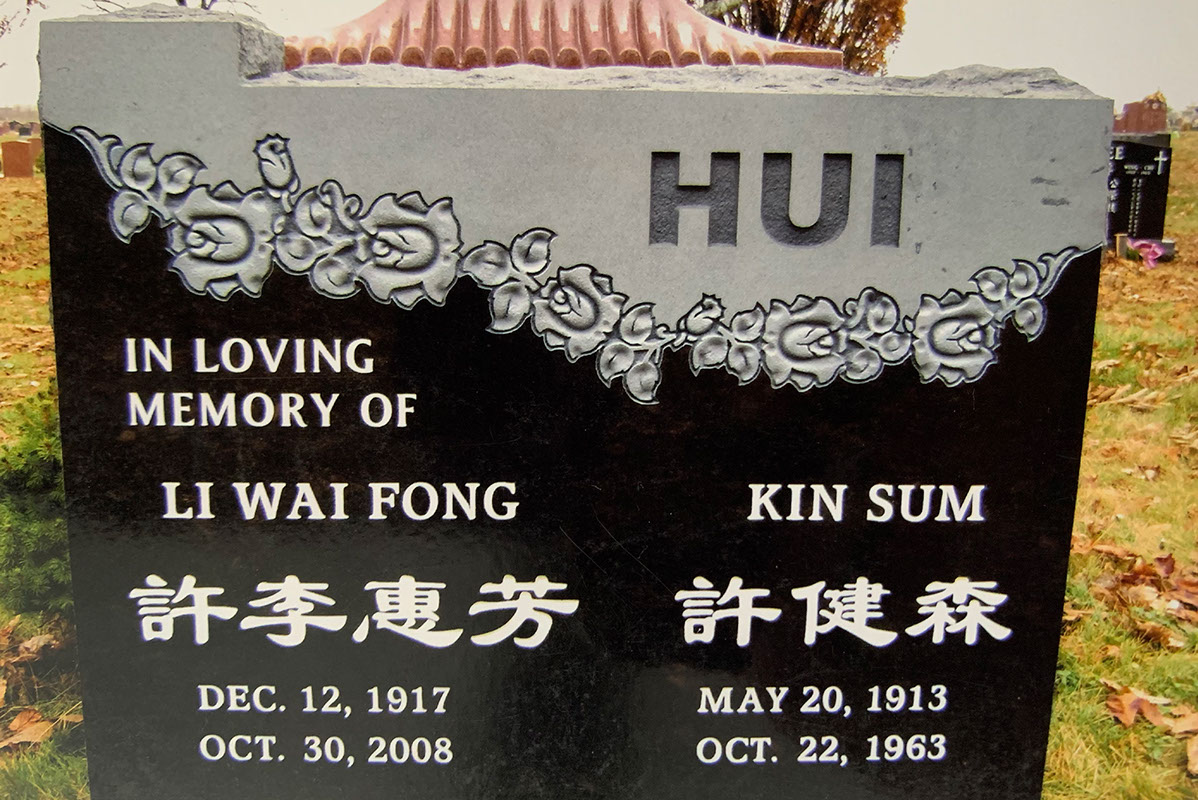 HUI
IN LOVING
MEMORY OF
LI WAI FONG
許李惠芳
DEC. 12, 1917
OCT. 30, 2008
KIN SUM
許健森
MAY 20, 1913
OCT. 22, 1963